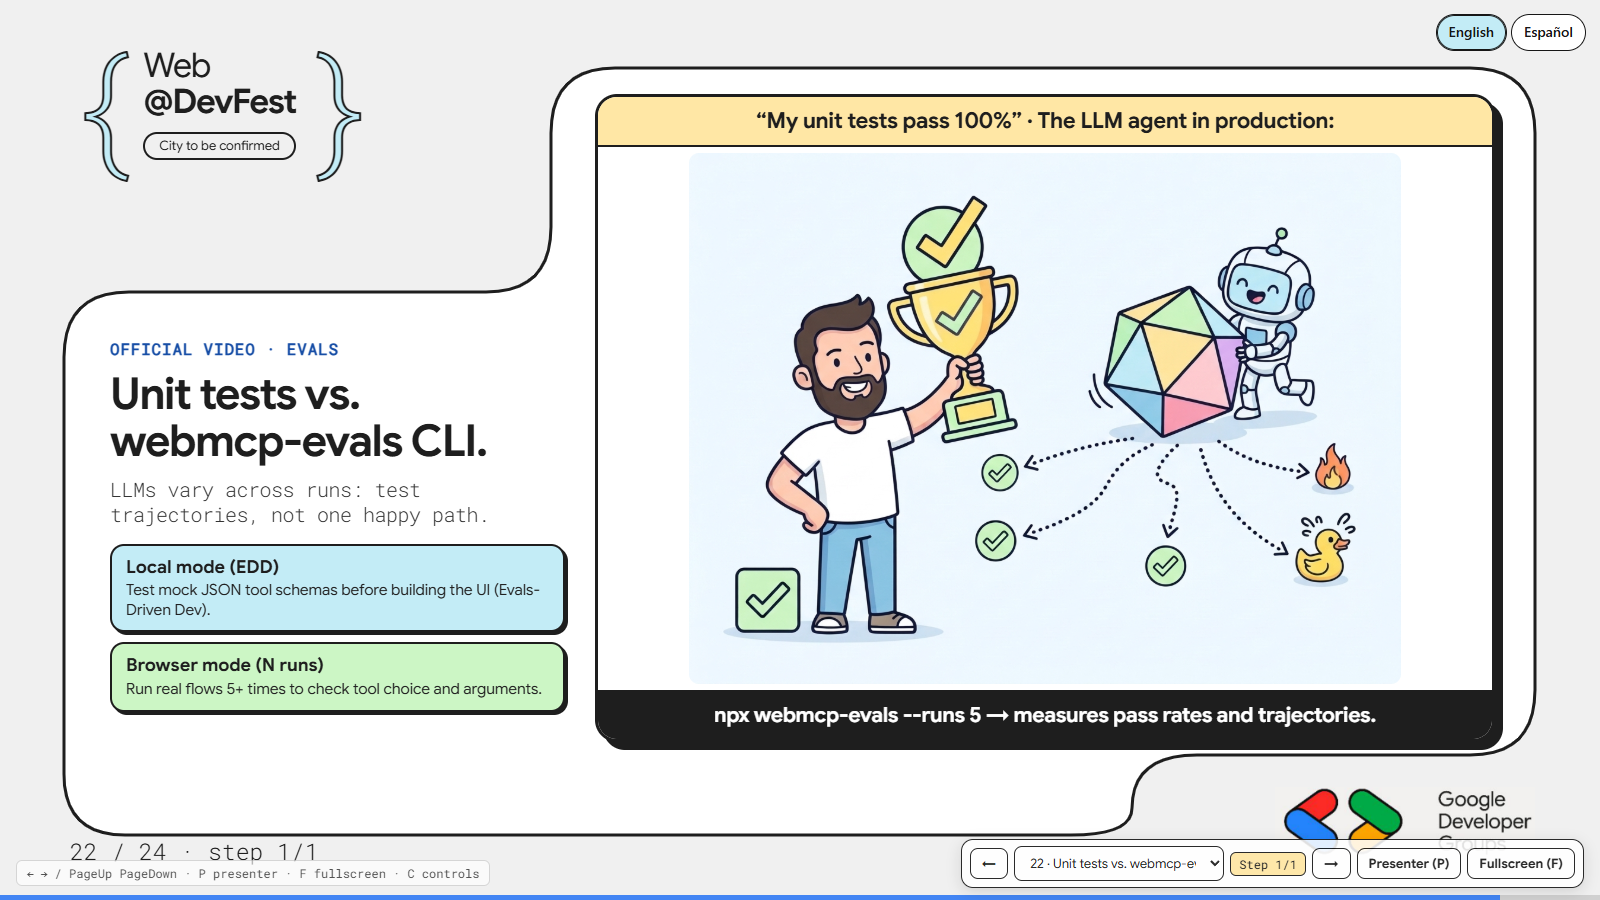 English
Español
Web
@DevFest
City to be confirmed
“My unit tests pass 100%” · The LLM agent in production:
OFFICIAL VIDEO · EVALS
Unit tests vs.
webmcp-evals CLI.
LLMs vary across runs: test
trajectories, not one happy path.
Local mode (EDD)
Test mock JSON tool schemas before building the UI (Evals-
Driven Dev).
Browser mode (N runs)
Run real flows 5+ times to check tool choice and arguments.
npx webmcp-evals --runs 5 → measures pass rates and trajectories.
Google
Developer
Groups
22 / 24 · step 1/1
← → / PageUp PageDown · P presenter · F fullscreen · C controls
←
22 · Unit tests vs. webmcp-ev
Step 1/1
→
Presenter (P)
Fullscreen (F)